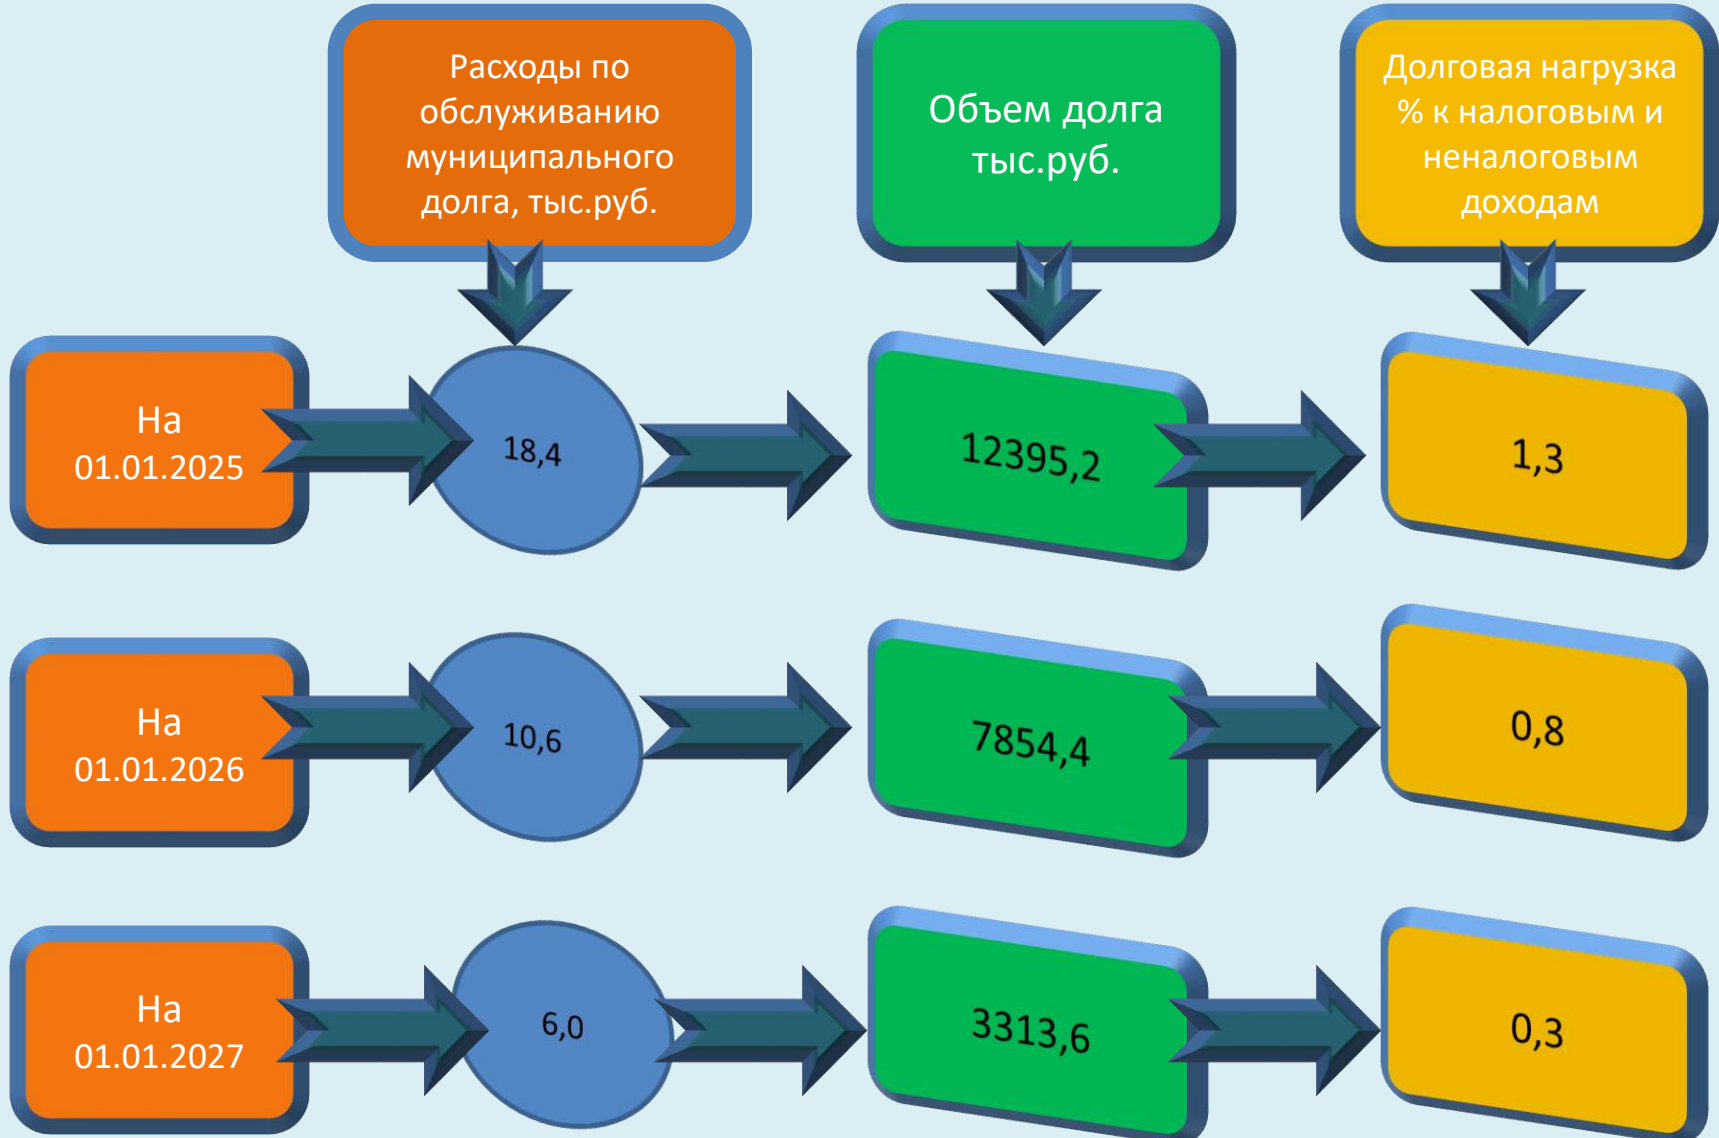 Расходы по
обслуживанию
муниципального
долга, тыс.руб.
Объем долга
тыс.руб.
Долговая нагрузка
% к налоговым и
неналоговым
доходам
На
01.01.2025
18,4
12395,2
1,3
На
01.01.2026
10,6
7854,4
0,8
На
01.01.2027
6,0
3313,6
0,3